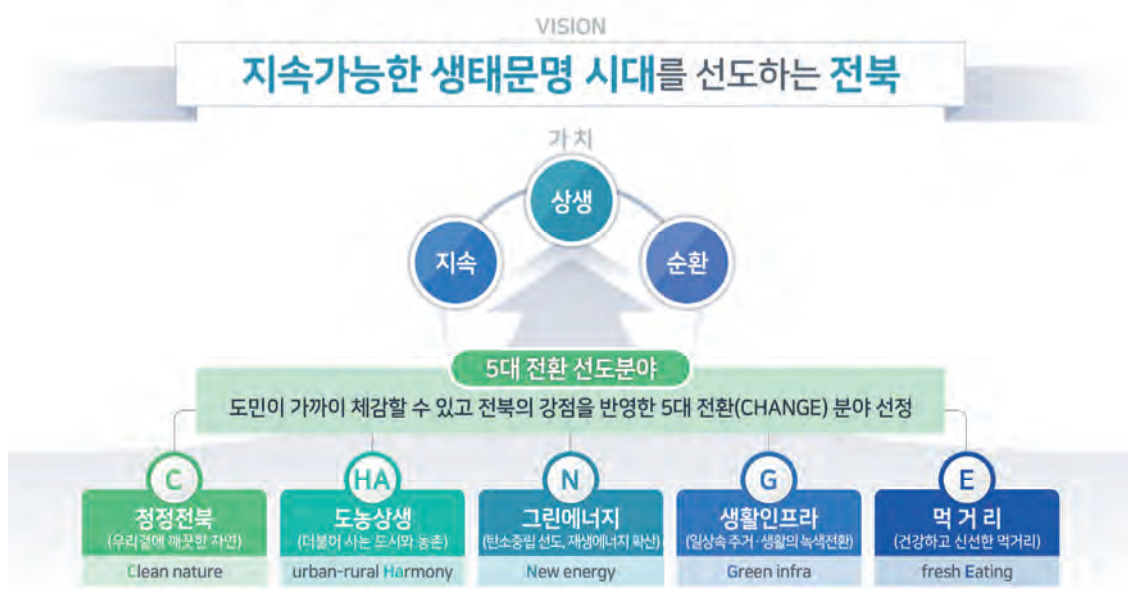 VISION
지속가능한 생태문명 시대를 선도하는 전북
가치
상생
지속
순환
5대 전환 선도분야
도민이 가까이 체감할 수 있고 전북의 강점을 반영한 5대 전환(CHANGE) 분야 선정
C
HA
N
G
E
청정전북
(우리곁에 깨끗한 자연)
Clean nature
도농상생
(더불어 사는 도시와 농촌)
urban-rural Harmony
그린에너지
(탄소중립 선도, 재생에너지 확산)
New energy
생활인프라
(일상속 주거·생활의 녹색전환)
Green infra
먹거리
(건강하고 신선한 먹거리)
fresh Eating